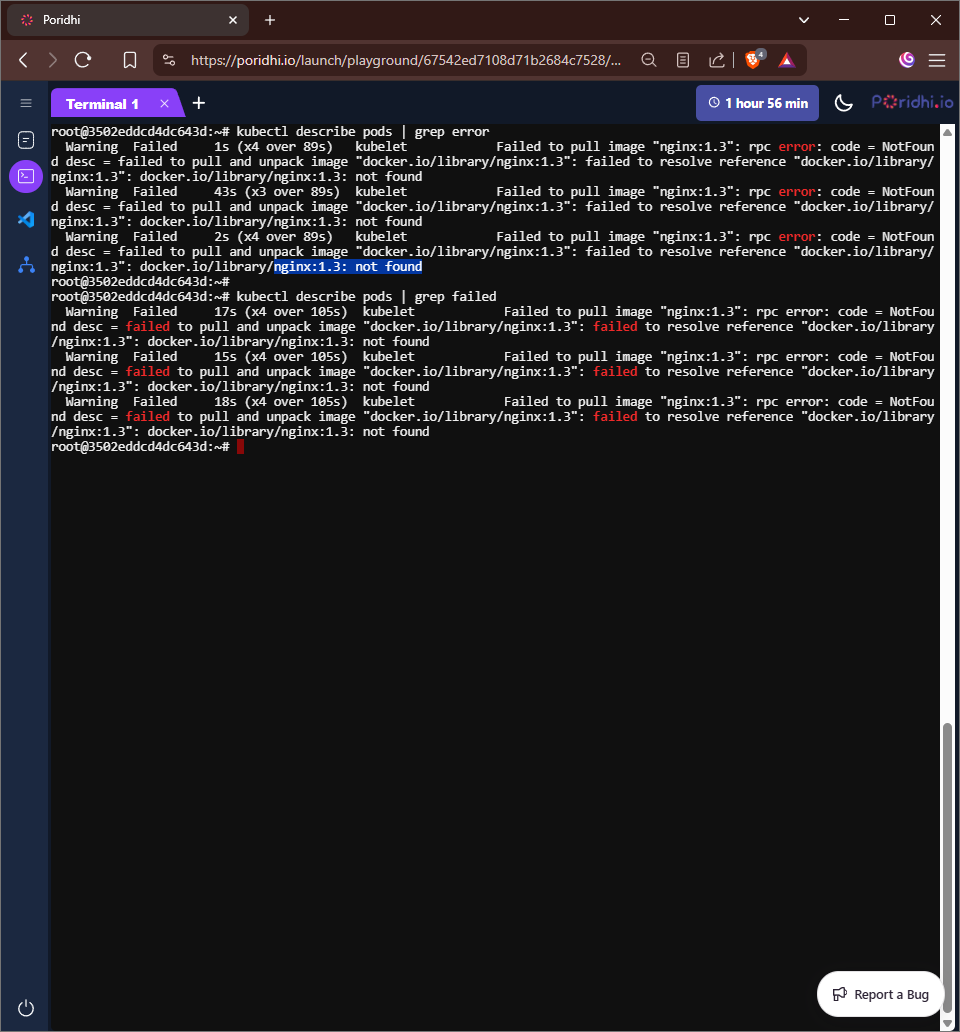 Poridhi
https://poridhi.io/launch/playground/67542ed7108d71b2684c7528/...
4
Terminal 1
1 hour 56 min
Poridhi.io
root@3502eddcd4dc643d:~# kubectl describe pods | grep error
Warning  Failed     1s (x4 over 89s)   kubelet            Failed to pull image "nginx:1.3": rpc error: code = NotFoun
d desc = failed to pull and unpack image "docker.io/library/nginx:1.3": failed to resolve reference "docker.io/library/
nginx:1.3": docker.io/library/nginx:1.3: not found
Warning  Failed     43s (x3 over 89s)  kubelet            Failed to pull image "nginx:1.3": rpc error: code = NotFoun
d desc = failed to pull and unpack image "docker.io/library/nginx:1.3": failed to resolve reference "docker.io/library/
nginx:1.3": docker.io/library/nginx:1.3: not found
Warning  Failed     2s (x4 over 89s)   kubelet            Failed to pull image "nginx:1.3": rpc error: code = NotFoun
d desc = failed to pull and unpack image "docker.io/library/nginx:1.3": failed to resolve reference "docker.io/library/
nginx:1.3": docker.io/library/nginx:1.3: not found
root@3502eddcd4dc643d:~#
root@3502eddcd4dc643d:~# kubectl describe pods | grep failed
Warning  Failed     17s (x4 over 105s)  kubelet            Failed to pull image "nginx:1.3": rpc error: code = NotFou
nd desc = failed to pull and unpack image "docker.io/library/nginx:1.3": failed to resolve reference "docker.io/library
/nginx:1.3": docker.io/library/nginx:1.3: not found
Warning  Failed     15s (x4 over 105s)  kubelet            Failed to pull image "nginx:1.3": rpc error: code = NotFou
nd desc = failed to pull and unpack image "docker.io/library/nginx:1.3": failed to resolve reference "docker.io/library
/nginx:1.3": docker.io/library/nginx:1.3: not found
Warning  Failed     18s (x4 over 105s)  kubelet            Failed to pull image "nginx:1.3": rpc error: code = NotFou
nd desc = failed to pull and unpack image "docker.io/library/nginx:1.3": failed to resolve reference "docker.io/library
/nginx:1.3": docker.io/library/nginx:1.3: not found
root@3502eddcd4dc643d:~#
Report a Bug